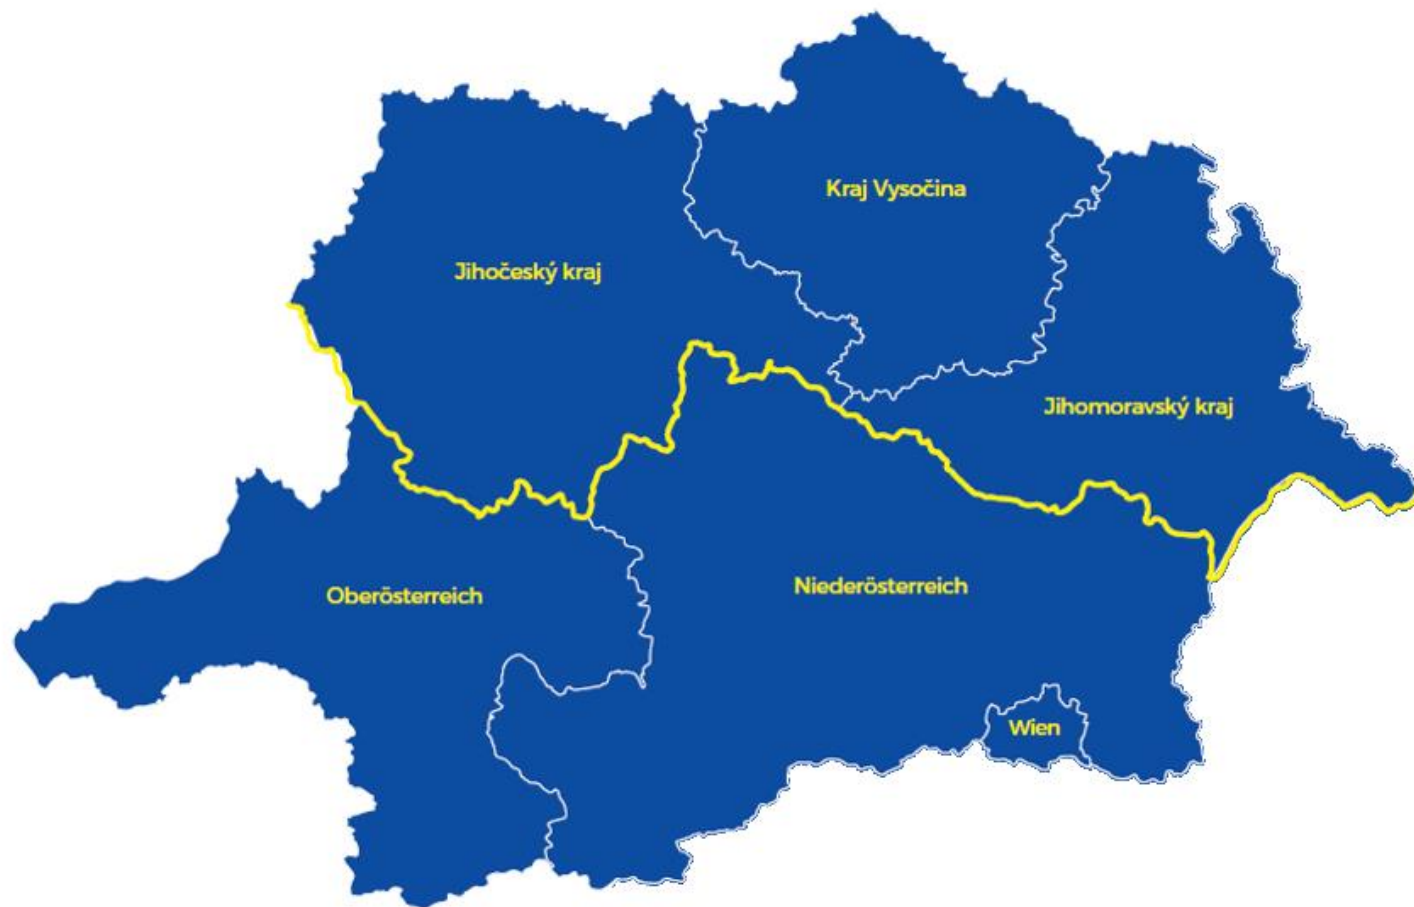 Kraj Vysočina
Jihočeský kraj
Jihomoravský kraj
Oberösterreich
Niederösterreich
Wien